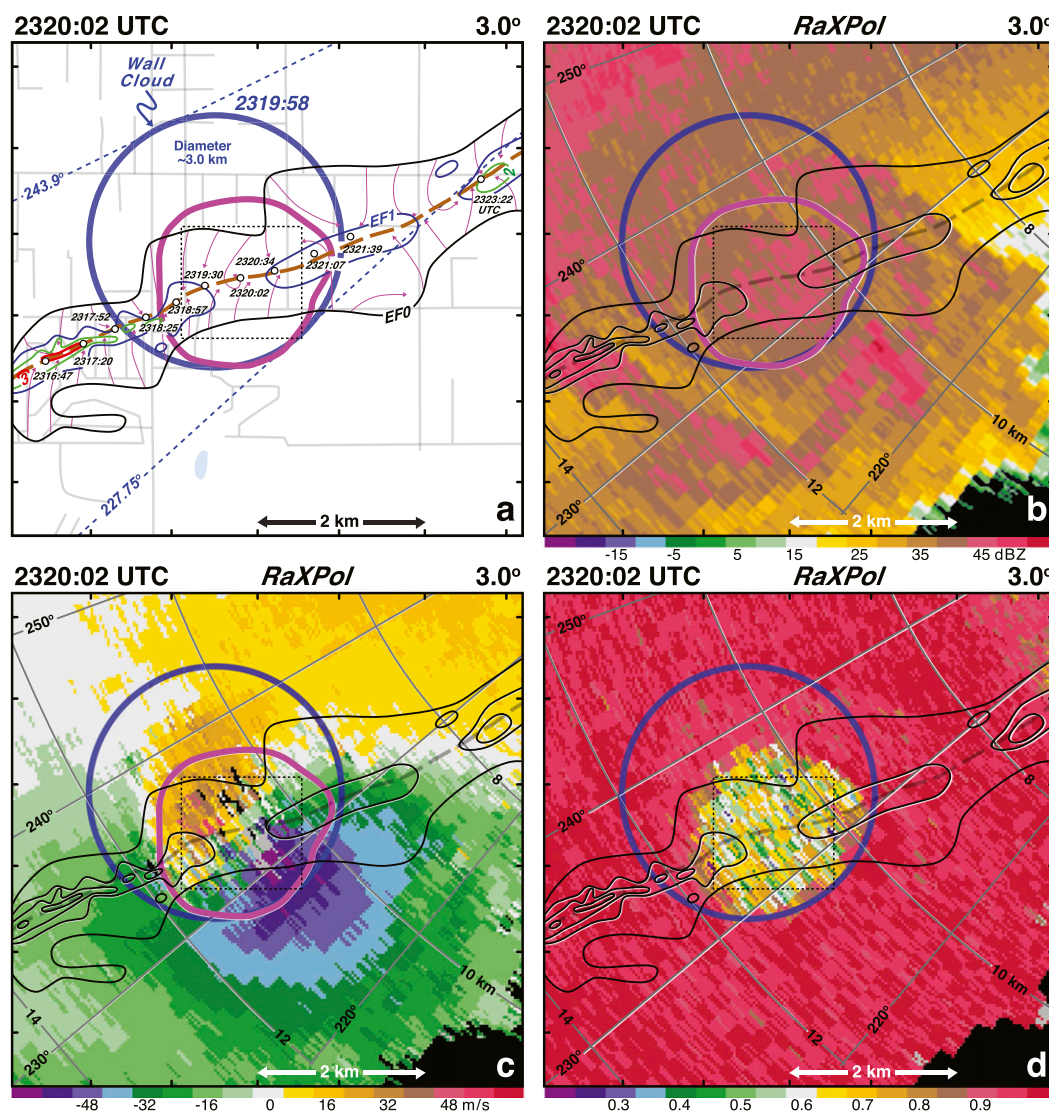 2320:02 UTC 3.0º
Wall
Cloud
2319:58
Diameter
~3.0 km
243.9º
2
2323:22
UTC
EF1
2321:39
2320:34
2321:07
2319:30
2320:02
2318:57
2317:52
2318:25
EF0
2317:20
3
2316:47
227.75º
2 km
a
2320:02 UTC RaXPol 3.0º
250º
8
240º
10 km
14
220º
12
230º
2 km
b
-15 -5 5 15 25 35 45 dBZ
2320:02 UTC RaXPol 3.0º
250º
8
240º
10 km
14
220º
12
230º
2 km
c
-48 -32 -16 0 16 32 48 m/s
2320:02 UTC RaXPol 3.0º
250º
8
240º
10 km
14
220º
12
230º
2 km
d
0.3 0.4 0.5 0.6 0.7 0.8 0.9